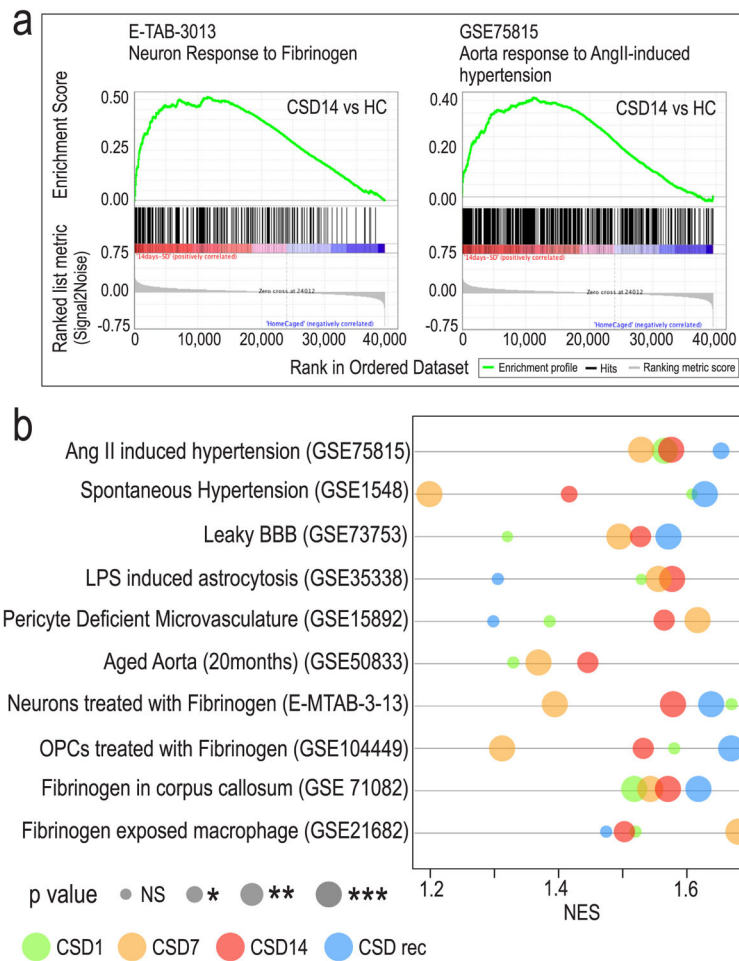 a
E-TAB-3013
Neuron Response to Fibrinogen
GSE75815
Aorta response to AngII-induced
hypertension
Enrichment Score
0.50
0.25
0.00
CSD14 vs HC
0.40
0.20
0.00
CSD14 vs HC
Ranked list metric
(Signal2Noise)
0.75
0.00
-0.75
'14days-SD' (positively correlated)
Zero cross at 24012
'HomeCaged' (negatively correlated)
0.75
0.00
-0.75
'14days-SD' (positively correlated)
Zero cross at 24012
'HomeCaged' (negatively correlated)
0 10,000 20,000 30,000 40,000
0 10,000 20,000 30,000 40,000
Rank in Ordered Dataset
Enrichment profile Hits Ranking metric score
b
Ang II induced hypertension (GSE75815)
Spontaneous Hypertension (GSE1548)
Leaky BBB (GSE73753)
LPS induced astrocytosis (GSE35338)
Pericyte Deficient Microvasculature (GSE15892)
Aged Aorta (20months) (GSE50833)
Neurons treated with Fibrinogen (E-MTAB-3-13)
OPCs treated with Fibrinogen (GSE104449)
Fibrinogen in corpus callosum (GSE 71082)
Fibrinogen exposed macrophage (GSE21682)
1.2 1.4 1.6
NES
p value NS * ** ***
CSD1 CSD7 CSD14 CSD rec